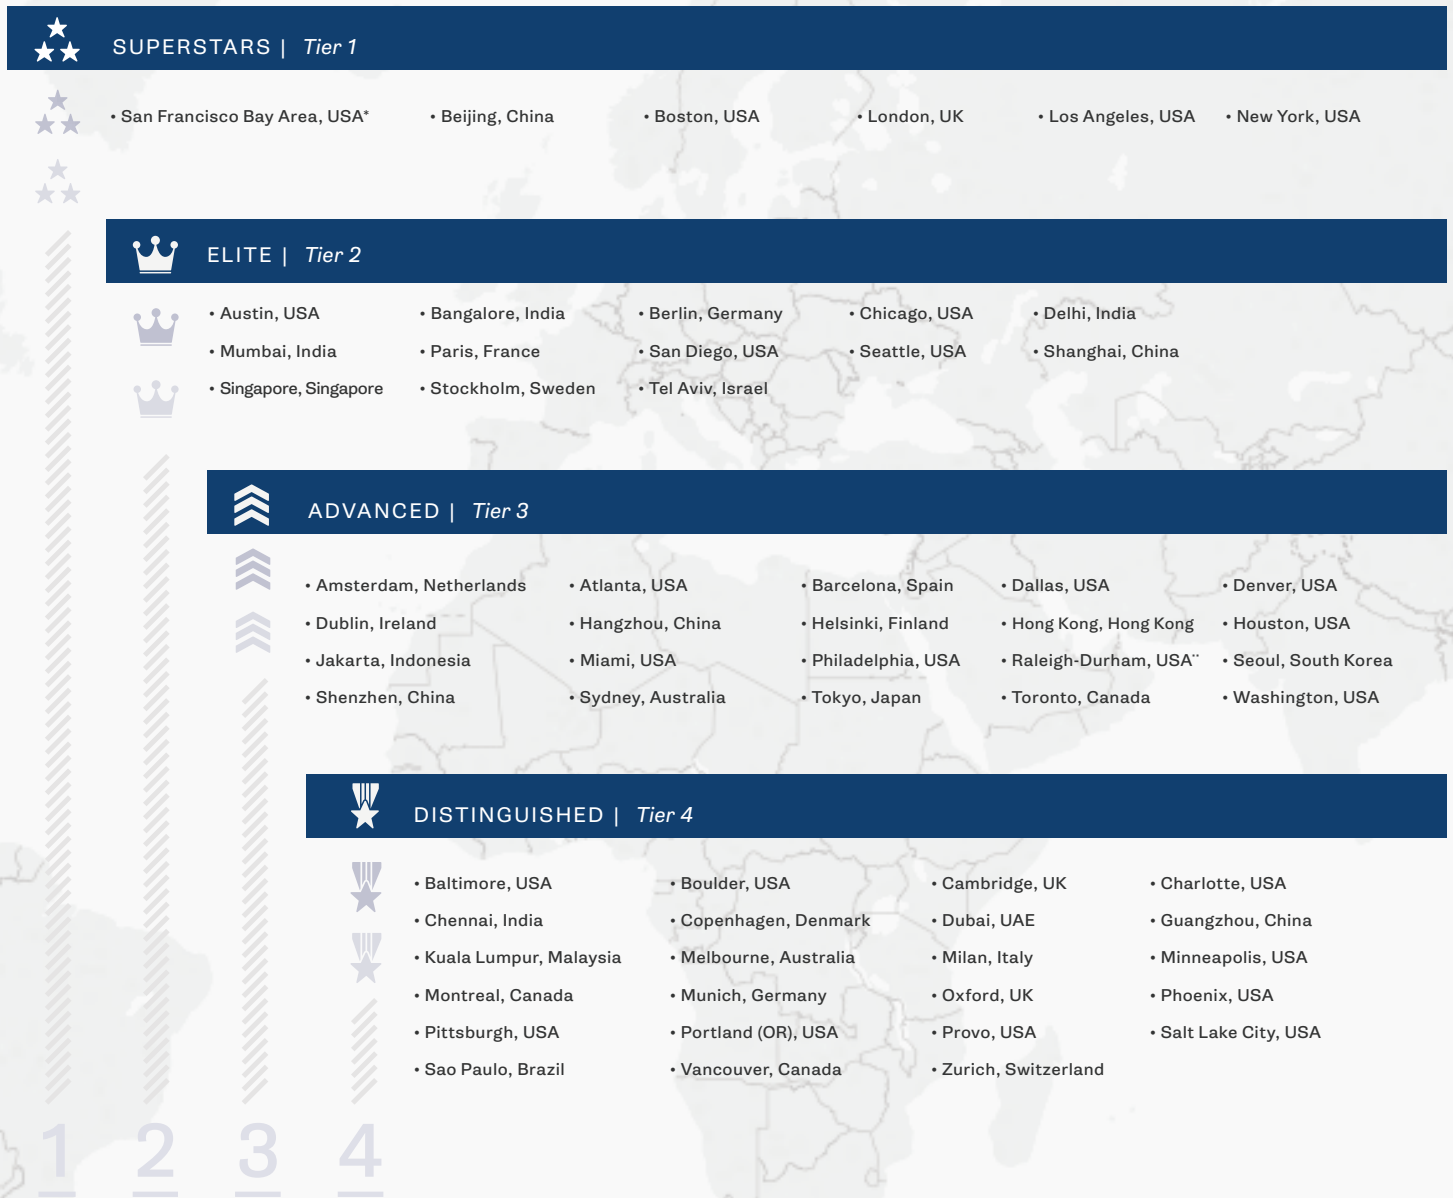 SUPERSTARS | Tier 1
• San Francisco Bay Area, USA* • Beijing, China • Boston, USA • London, UK • Los Angeles, USA • New York, USA
ELITE | Tier 2
• Austin, USA • Bangalore, India • Berlin, Germany • Chicago, USA • Delhi, India
• Mumbai, India • Paris, France • San Diego, USA • Seattle, USA • Shanghai, China
• Singapore, Singapore • Stockholm, Sweden • Tel Aviv, Israel
ADVANCED | Tier 3
• Amsterdam, Netherlands • Atlanta, USA • Barcelona, Spain • Dallas, USA • Denver, USA
• Dublin, Ireland • Hangzhou, China • Helsinki, Finland • Hong Kong, Hong Kong • Houston, USA
• Jakarta, Indonesia • Miami, USA • Philadelphia, USA • Raleigh-Durham, USA** • Seoul, South Korea
• Shenzhen, China • Sydney, Australia • Tokyo, Japan • Toronto, Canada • Washington, USA
DISTINGUISHED | Tier 4
• Baltimore, USA • Boulder, USA • Cambridge, UK • Charlotte, USA
• Chennai, India • Copenhagen, Denmark • Dubai, UAE • Guangzhou, China
• Kuala Lumpur, Malaysia • Melbourne, Australia • Milan, Italy • Minneapolis, USA
• Montreal, Canada • Munich, Germany • Oxford, UK • Phoenix, USA
• Pittsburgh, USA • Portland (OR), USA • Provo, USA • Salt Lake City, USA
• Sao Paulo, Brazil • Vancouver, Canada • Zurich, Switzerland
1 2 3 4